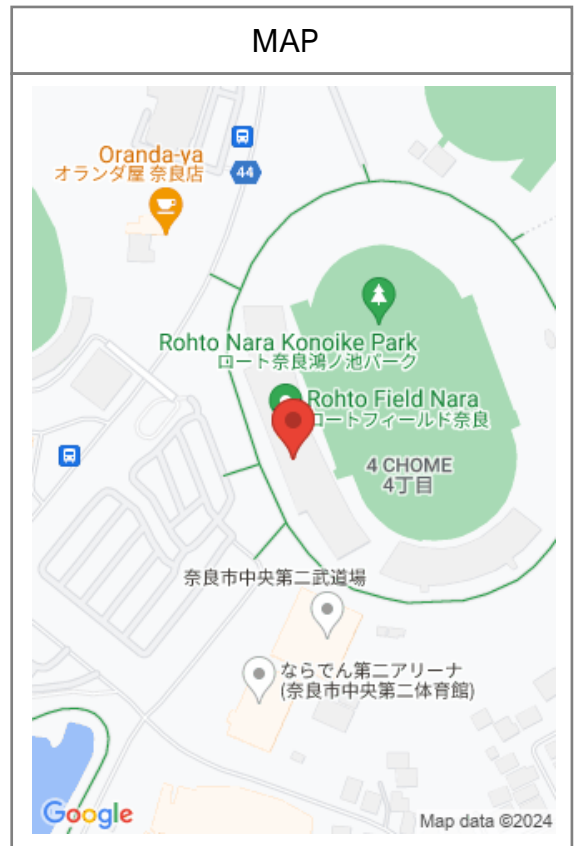 MAP
Oranda-ya
オランダ屋 奈良店
44
Rohto Nara Konoike Park
ロート奈良鴻ノ池パーク
Rohto Field Nara
ロートフィールド奈良
4 CHOME
4丁目
奈良市中央第二武道場
ならでん第二アリーナ
(奈良市中央第二体育館)
Google
Map data ©2024